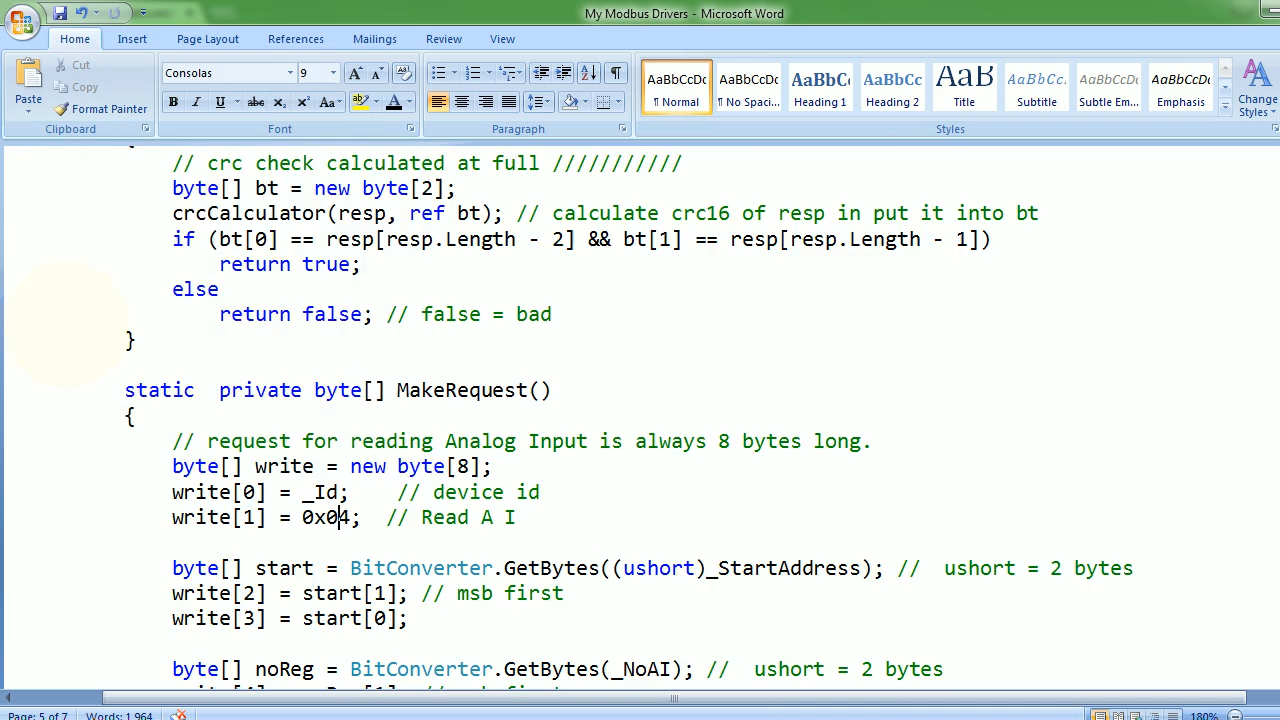 My Modbus Drivers - Microsoft Word
Home Insert Page Layout References Mailings Review View
Paste
Cut
Copy
Format Painter
Clipboard
Consolas 9
B I U abc x₂ x² Aa ab A
Font
Paragraph
AaBbCcDc AaBbCcDc AaBbCc AaBbCc AaB AaBbCc. AaBbCcDc AaBbCcDc
¶ Normal ¶ No Spaci... Heading 1 Heading 2 Title Subtitle Subtle Em... Emphasis
Change
Styles
Styles
{
// crc check calculated at full ///////////
byte[] bt = new byte[2];
crcCalculator(resp, ref bt); // calculate crc16 of resp in put it into bt
if (bt[0] == resp[resp.Length - 2] && bt[1] == resp[resp.Length - 1])
return true;
else
return false; // false = bad
}
static  private byte[] MakeRequest()
{
// request for reading Analog Input is always 8 bytes long.
byte[] write = new byte[8];
write[0] = _Id;    // device id
write[1] = 0x04;  // Read A I
byte[] start = BitConverter.GetBytes((ushort)_StartAddress); //  ushort = 2 bytes
write[2] = start[1]; // msb first
write[3] = start[0];
byte[] noReg = BitConverter.GetBytes(_NoAI); //  ushort = 2 bytes
Page: 5 of 7 Words: 1,964 180%